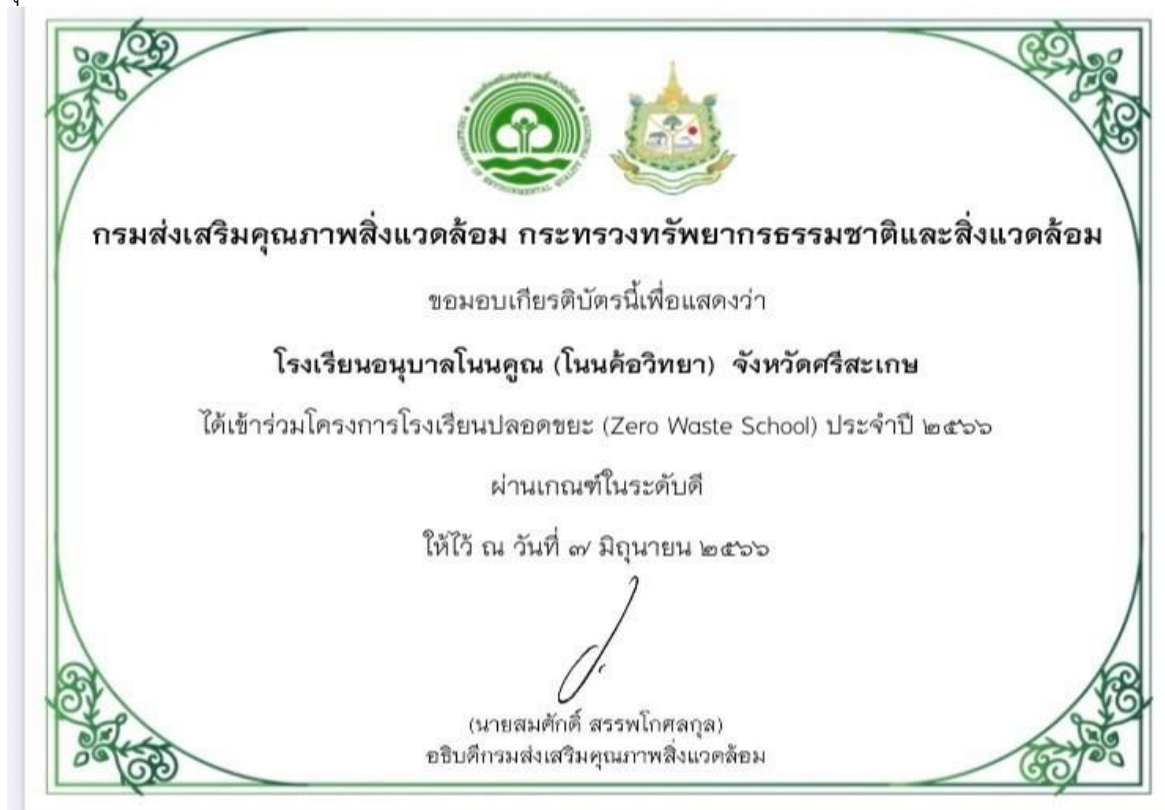 กรมส่งเสริมคุณภาพสิ่งแวดล้อม กระทรวงทรัพยากรธรรมชาติและสิ่งแวดล้อม
ขอมอบเกียรติบัตรนี้เพื่อแสดงว่า
โรงเรียนอนุบาลโนนคูณ (โนนค้อวิทยา) จังหวัดศรีสะเกษ
ได้เข้าร่วมโครงการโรงเรียนปลอดขยะ (Zero Waste School) ประจำปี ๒๕๖๖
ผ่านเกณฑ์ในระดับดี
ให้ไว้ ณ วันที่ ๗ มิถุนายน ๒๕๖๖
(นายสมศักดิ์ สรรพโกศลกุล)
อธิบดีกรมส่งเสริมคุณภาพสิ่งแวดล้อม